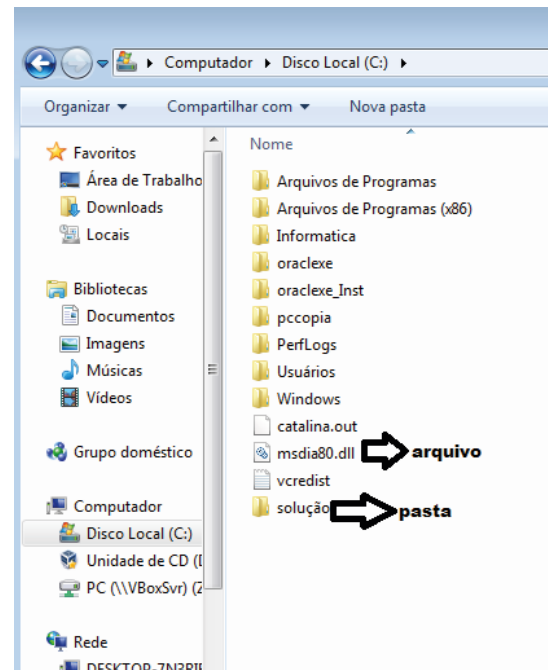 Computador Disco Local (C:)
Organizar Compartilhar com Nova pasta
Favoritos
Área de Trabalho
Downloads
Locais
Bibliotecas
Documentos
Imagens
Músicas
Vídeos
Grupo doméstico
Computador
Disco Local (C:)
Unidade de CD (
PC (\\VBoxSvr) (
Rede
Nome
Arquivos de Programas
Arquivos de Programas (x86)
Informatica
oraclexe
oraclexe_Inst
pccopia
PerfLogs
Usuários
Windows
catalina.out
msdia80.dll arquivo
vcredist
solução pasta